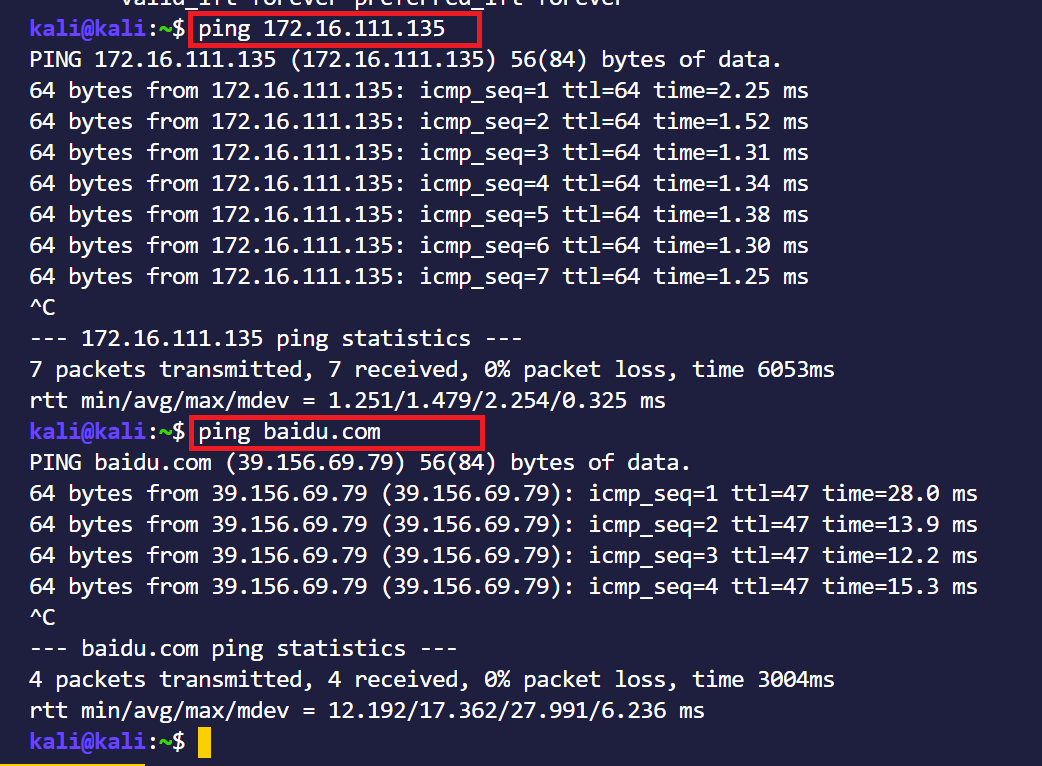 valid_lft forever preferred_lft forever
kali@kali:~$ ping 172.16.111.135
PING 172.16.111.135 (172.16.111.135) 56(84) bytes of data.
64 bytes from 172.16.111.135: icmp_seq=1 ttl=64 time=2.25 ms
64 bytes from 172.16.111.135: icmp_seq=2 ttl=64 time=1.52 ms
64 bytes from 172.16.111.135: icmp_seq=3 ttl=64 time=1.31 ms
64 bytes from 172.16.111.135: icmp_seq=4 ttl=64 time=1.34 ms
64 bytes from 172.16.111.135: icmp_seq=5 ttl=64 time=1.38 ms
64 bytes from 172.16.111.135: icmp_seq=6 ttl=64 time=1.30 ms
64 bytes from 172.16.111.135: icmp_seq=7 ttl=64 time=1.25 ms
^C
--- 172.16.111.135 ping statistics ---
7 packets transmitted, 7 received, 0% packet loss, time 6053ms
rtt min/avg/max/mdev = 1.251/1.479/2.254/0.325 ms
kali@kali:~$ ping baidu.com
PING baidu.com (39.156.69.79) 56(84) bytes of data.
64 bytes from 39.156.69.79 (39.156.69.79): icmp_seq=1 ttl=47 time=28.0 ms
64 bytes from 39.156.69.79 (39.156.69.79): icmp_seq=2 ttl=47 time=13.9 ms
64 bytes from 39.156.69.79 (39.156.69.79): icmp_seq=3 ttl=47 time=12.2 ms
64 bytes from 39.156.69.79 (39.156.69.79): icmp_seq=4 ttl=47 time=15.3 ms
^C
--- baidu.com ping statistics ---
4 packets transmitted, 4 received, 0% packet loss, time 3004ms
rtt min/avg/max/mdev = 12.192/17.362/27.991/6.236 ms
kali@kali:~$